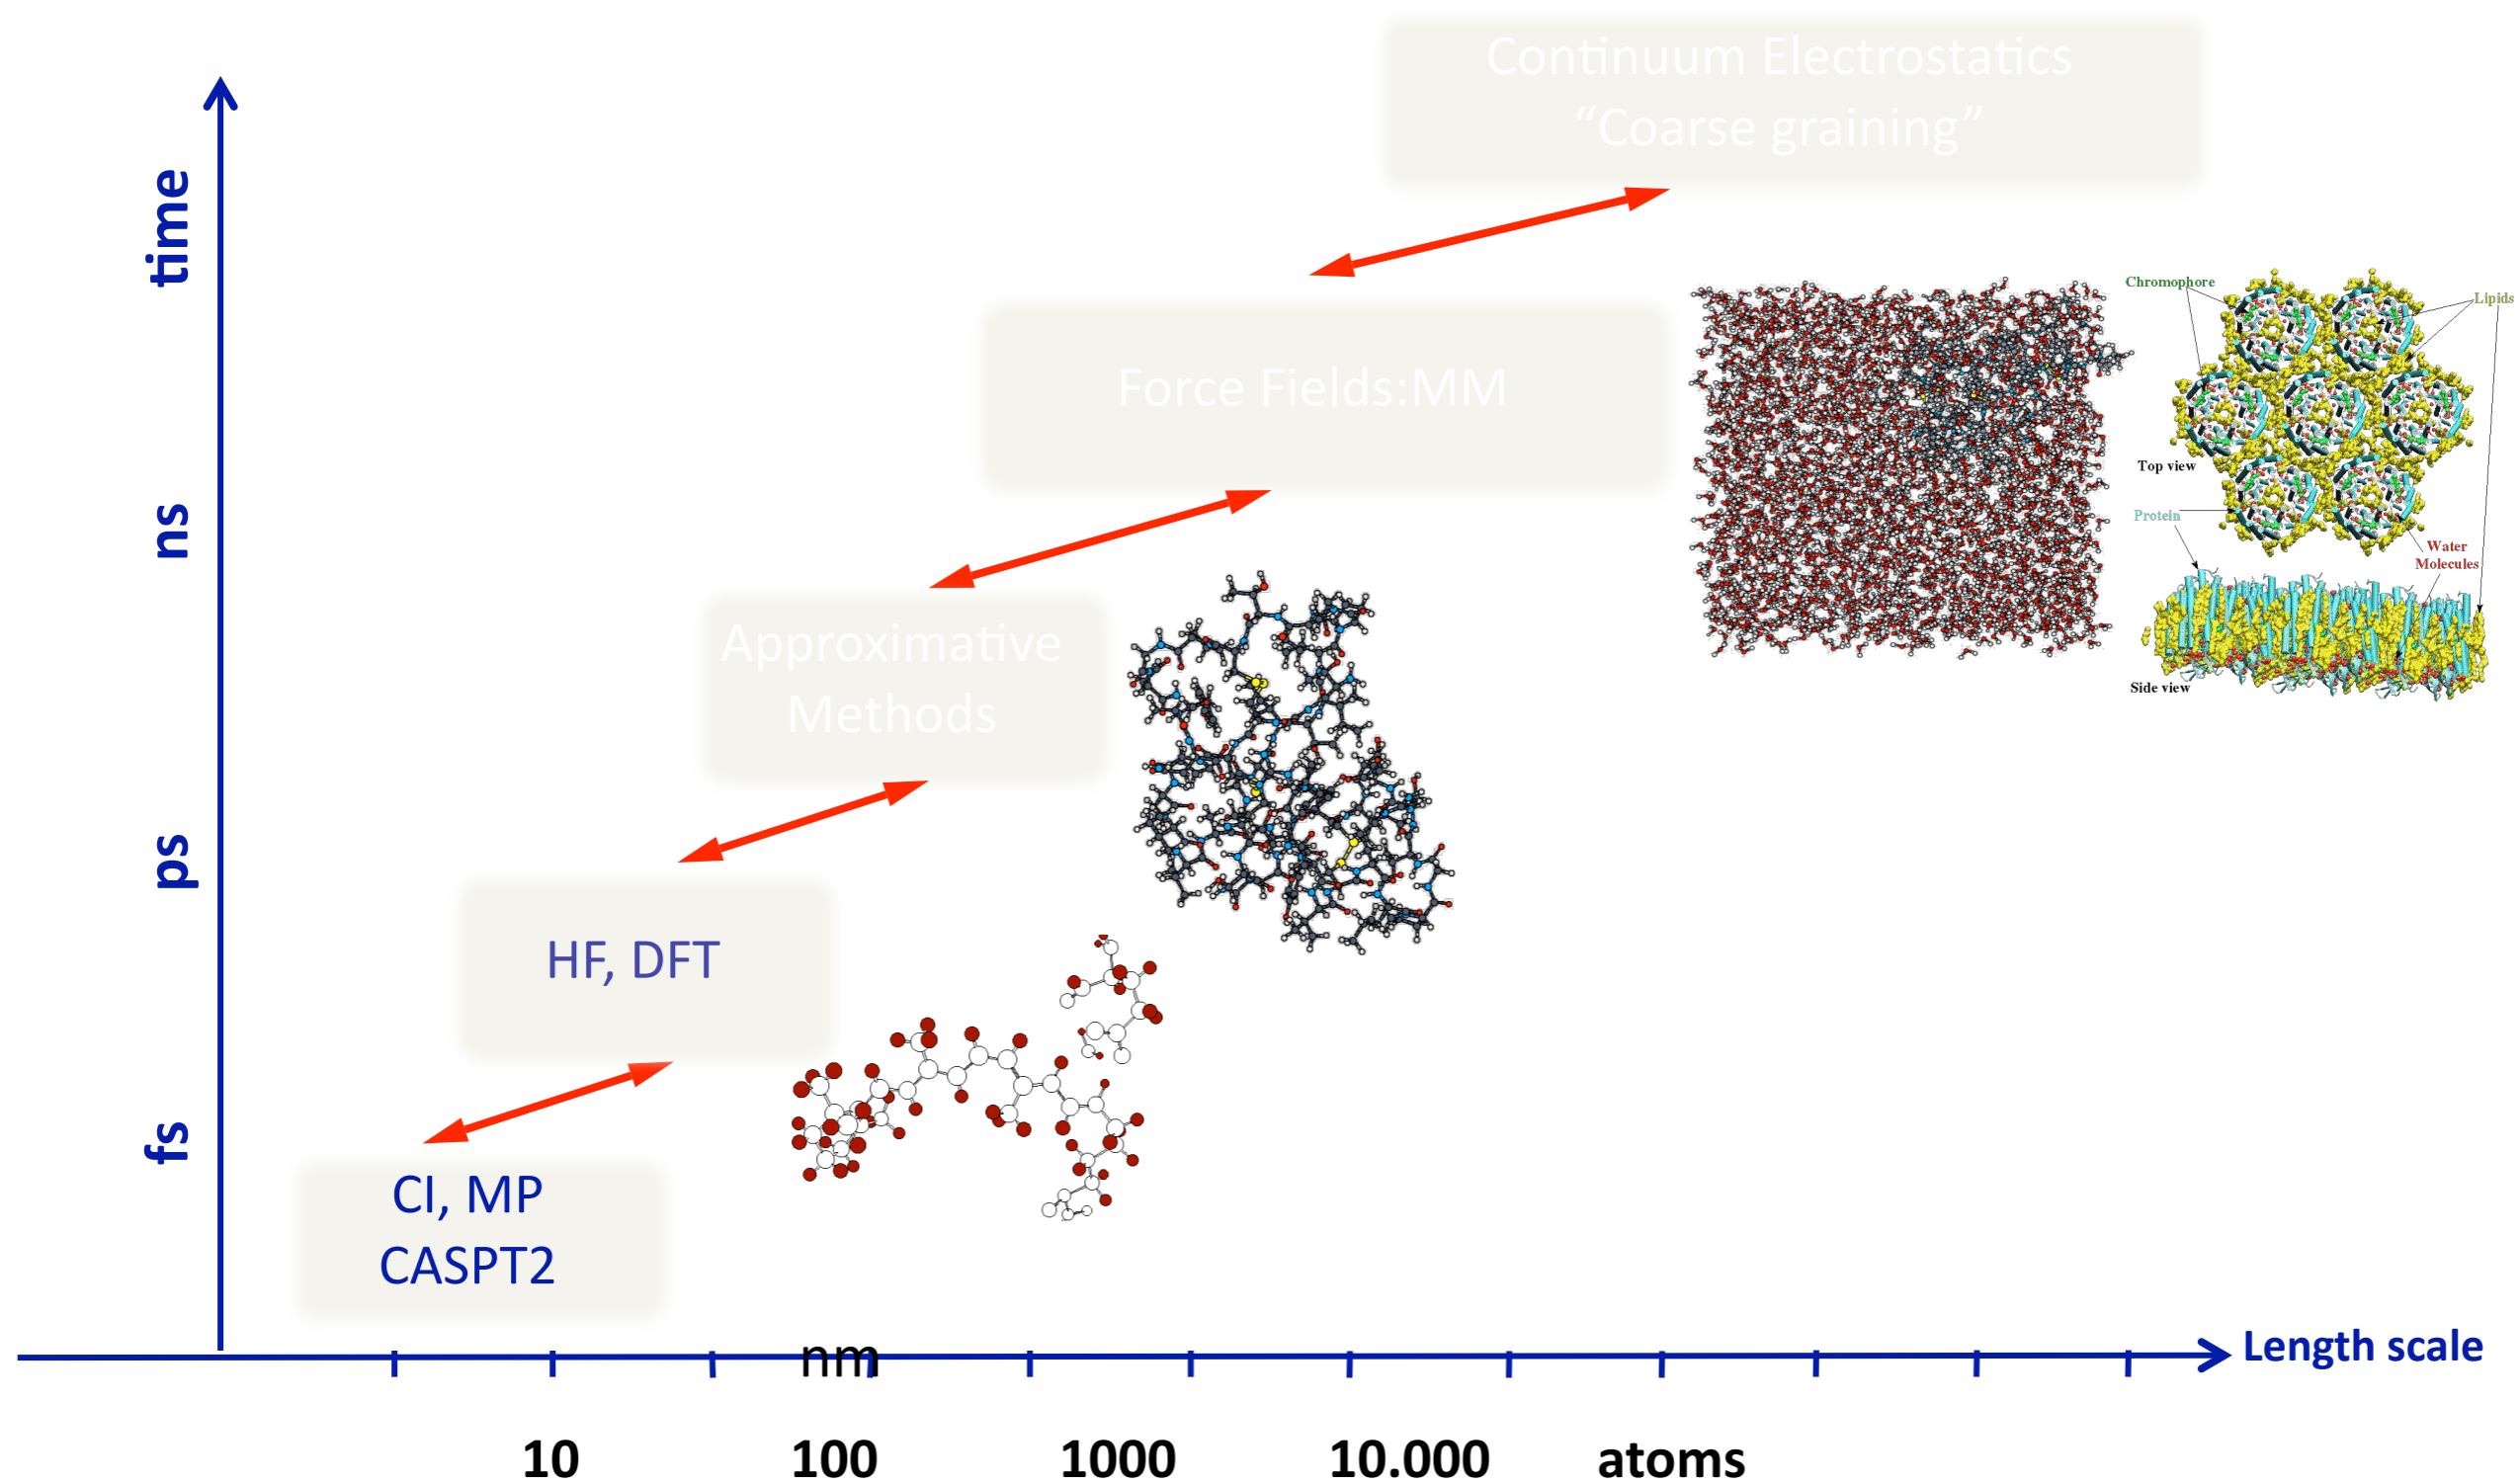 Continuum Electrostatics
“Coarse graining”
time
Chromophore
Lipids
Force Fields:MM
Top view
ns
Protein
Water
Molecules
Approximative
Methods
Side view
ps
HF, DFT
fs
CI, MP
CASPT2
nm
Length scale
10 100 1000 10.000 atoms